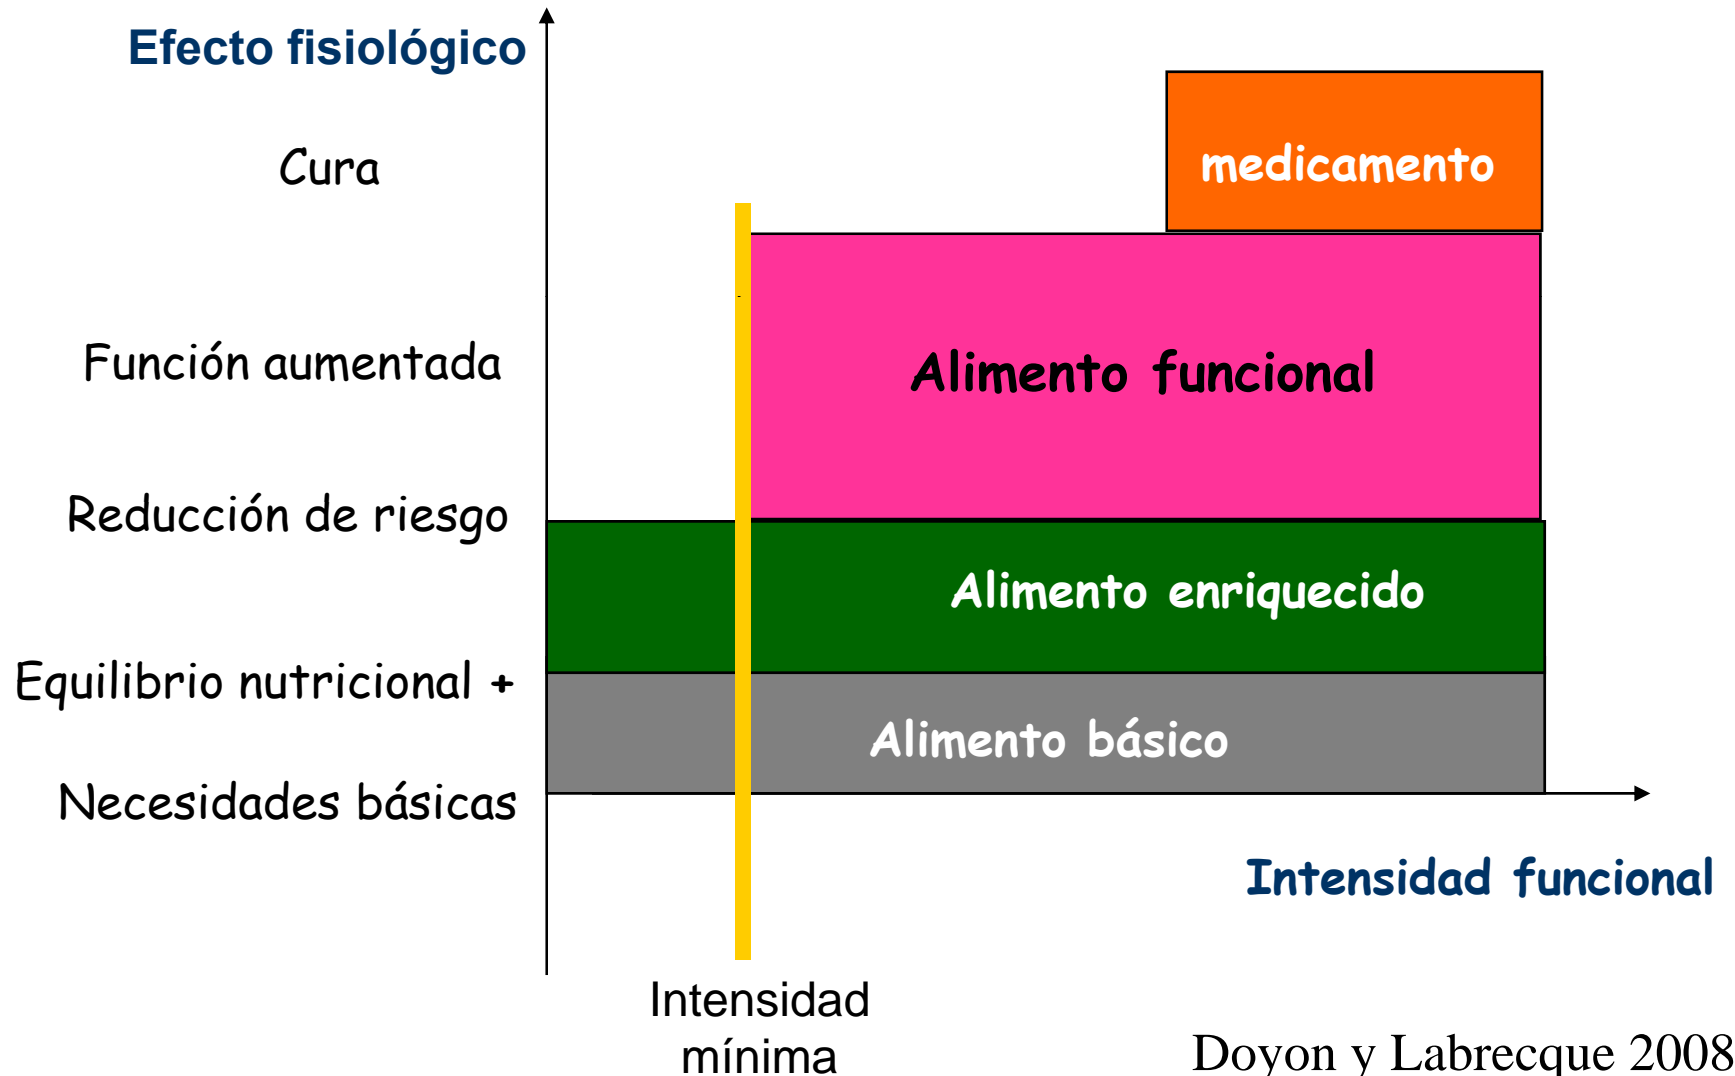 Efecto fisiológico
Cura
medicamento
Función aumentada
Alimento funcional
Reducción de riesgo
Alimento enriquecido
Equilibrio nutricional +
Alimento básico
Necesidades básicas
Intensidad funcional
Intensidad
mínima
Doyon y Labrecque 2008